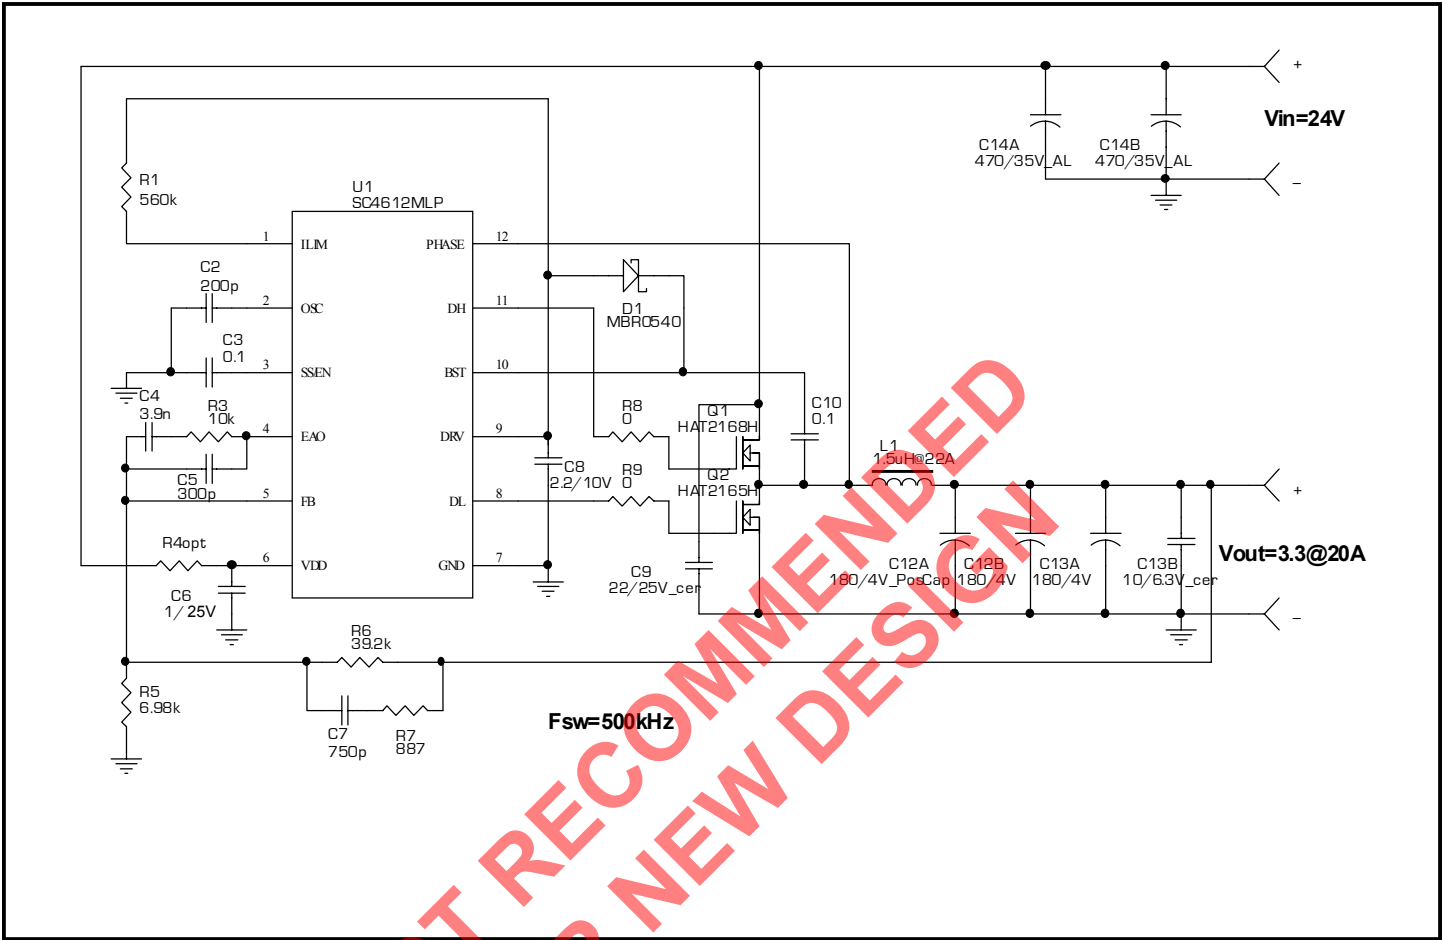 +
Vin=24V
C14A
470/35V_AL
C14B
470/35V_AL
_
R1
560k
U1
SC4612MLP
1
ILIM
PHASE
12
C2
200p
2
OSC
DH
11
D1
MBR0540
C3
0.1
3
SS/EN
BST
10
C4
3.9n
R3
10k
4
EAO
DRV
9
R8
0
Q1
HAT2168H
C10
0.1
L1
1.5uH@22A
C5
300p
5
FB
DL
8
C8
2.2/10V
R9
0
Q2
HAT2165H
+
R4opt
6
VDD
GND
7
C9
22/25V_cer
C12A
180/4V_PosCap
C12B
180/4V
C13A
180/4V
C13B
10/6.3V_cer
Vout=3.3@20A
C6
1/25V
_
R6
39.2k
R5
6.98k
C7
750p
R7
887
Fsw=500kHz
T RECOMMENDED
R NEW DESIGN